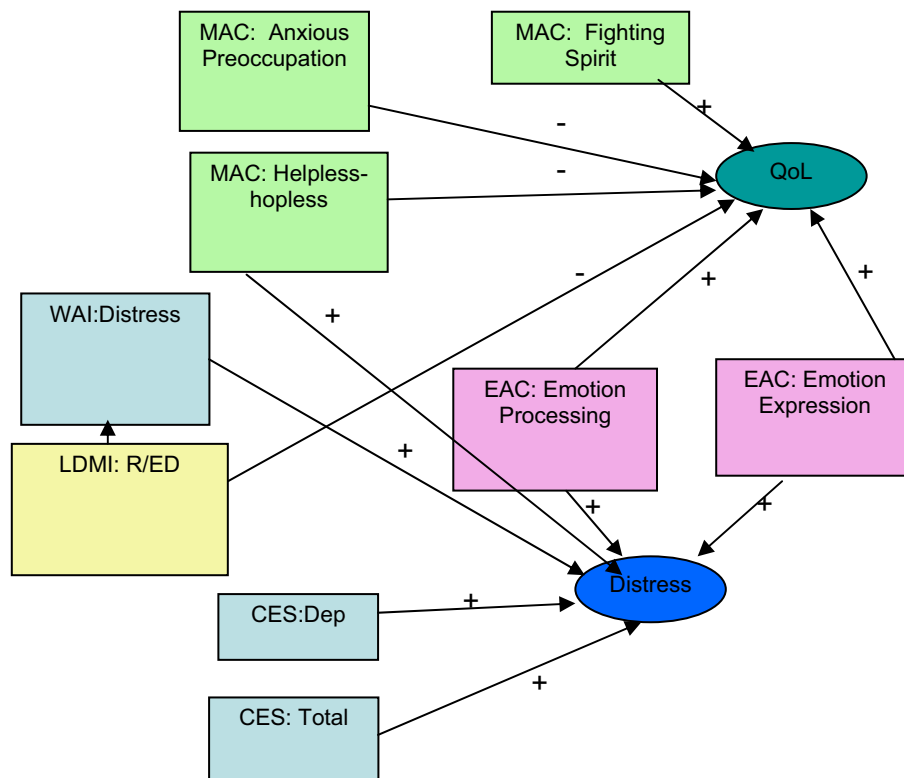 MAC:  Anxious
Preoccupation
MAC:  Fighting
Spirit
+
-
MAC: Helpless-
hopless
-
QoL
-
+
+
+
WAI:Distress
EAC: Emotion
Processing
EAC: Emotion
Expression
+
LDMI: R/ED
+
+
Distress
CES:Dep
+
+
CES: Total